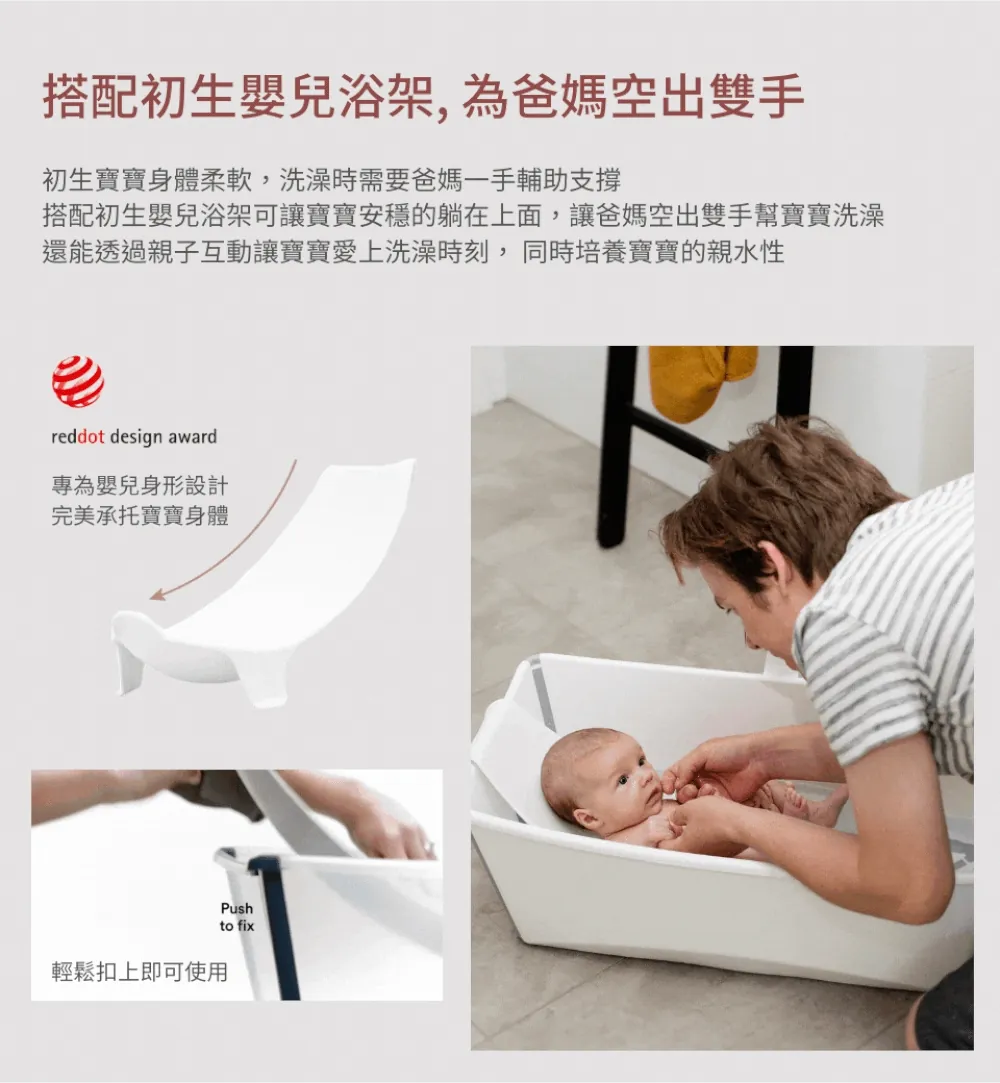 搭配初生嬰兒浴架, 為爸媽空出雙手
初生寶寶身體柔軟，洗澡時需要爸媽一手輔助支撐
搭配初生嬰兒浴架可讓寶寶安穩的躺在上面，讓爸媽空出雙手幫寶寶洗澡
還能透過親子互動讓寶寶愛上洗澡時刻， 同時培養寶寶的親水性
reddot design award
專為嬰兒身形設計
完美承托寶寶身體
Push
to fix
輕鬆扣上即可使用